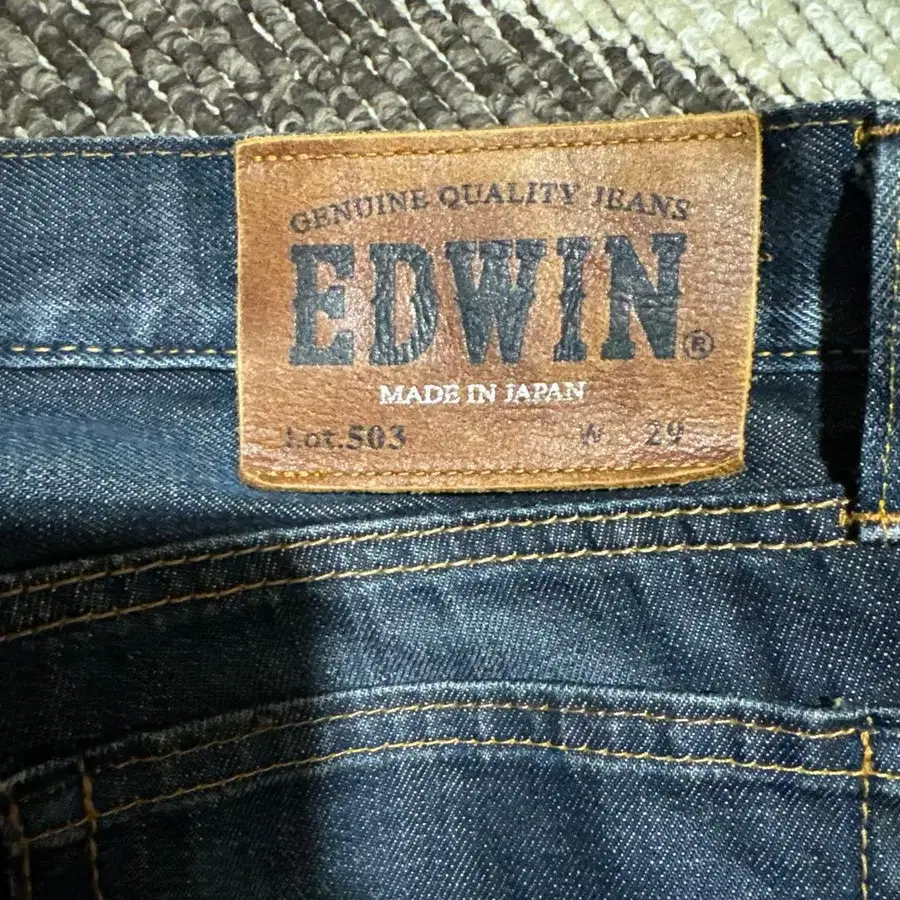 GENUINE QUALITY JEANS
EDWIN®
MADE IN JAPAN
Lot.503 W 29